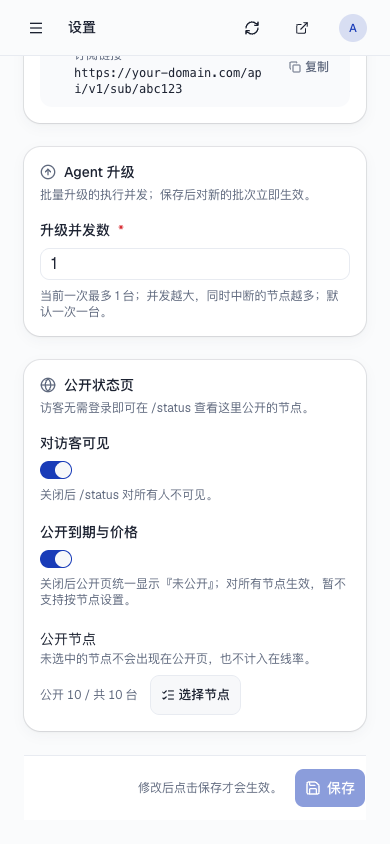 设置
A
订阅链接
https://your-domain.com/ap
i/v1/sub/abc123
复制
Agent 升级
批量升级的执行并发；保存后对新的批次立即生效。
升级并发数 *
1
当前一次最多 1 台；并发越大，同时中断的节点越多；默
认一次一台。
公开状态页
访客无需登录即可在 /status 查看这里公开的节点。
对访客可见
关闭后 /status 对所有人不可见。
公开到期与价格
关闭后公开页统一显示『未公开』；对所有节点生效，暂不
支持按节点设置。
公开节点
未选中的节点不会出现在公开页，也不计入在线率。
公开 10 / 共 10 台
选择节点
修改后点击保存才会生效。
保存